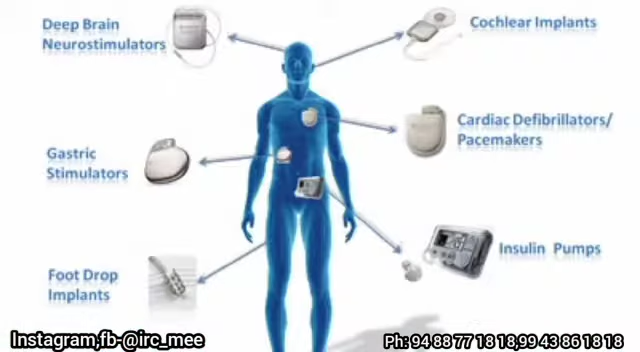 Deep Brain
Neurostimulators
Cochlear Implants
Cardiac Defibrillators/
Pacemakers
Gastric
Stimulators
Insulin Pumps
Foot Drop
Implants
Instagram,fb-@irc_mee
Ph: 94 88 77 18 18,99 43 86 18 18